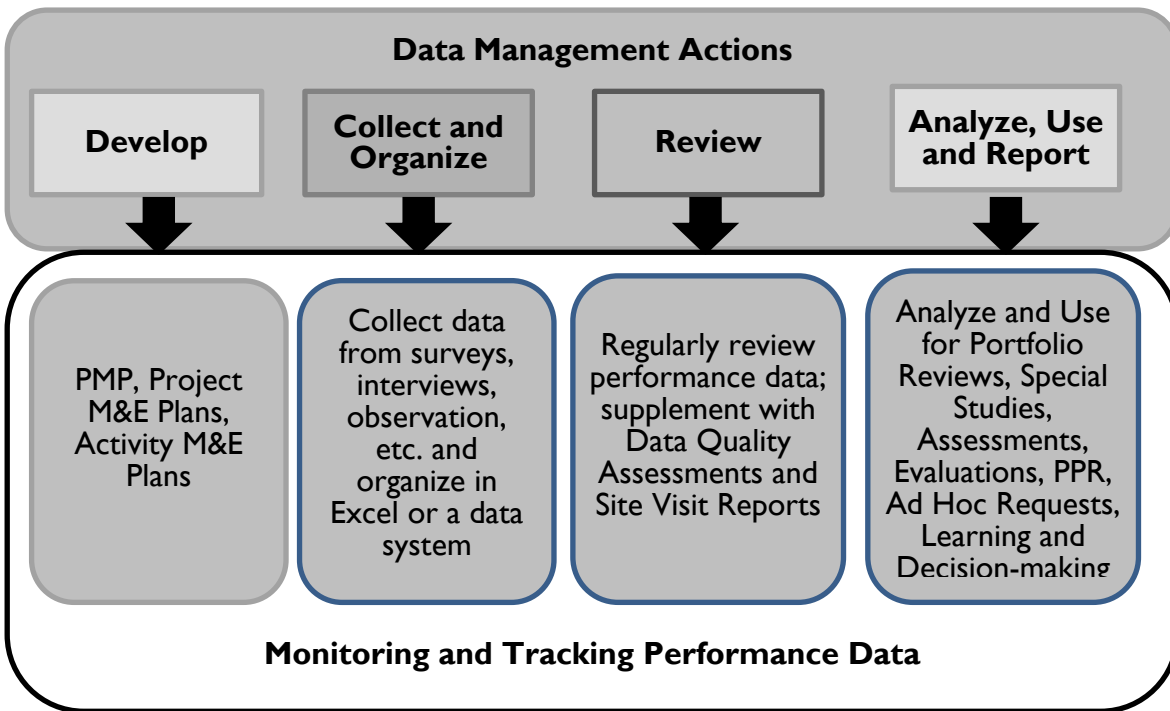 Data Management Actions
Develop
Collect and
Organize
Review
Analyze, Use
and Report
PMP, Project
M&E Plans,
Activity M&E
Plans
Collect data
from surveys,
interviews,
observation,
etc. and
organize in
Excel or a data
system
Regularly review
performance data;
supplement with
Data Quality
Assessments and
Site Visit Reports
Analyze and Use
for Portfolio
Reviews, Special
Studies,
Assessments,
Evaluations, PPR,
Ad Hoc Requests,
Learning and
Decision-making
Monitoring and Tracking Performance Data